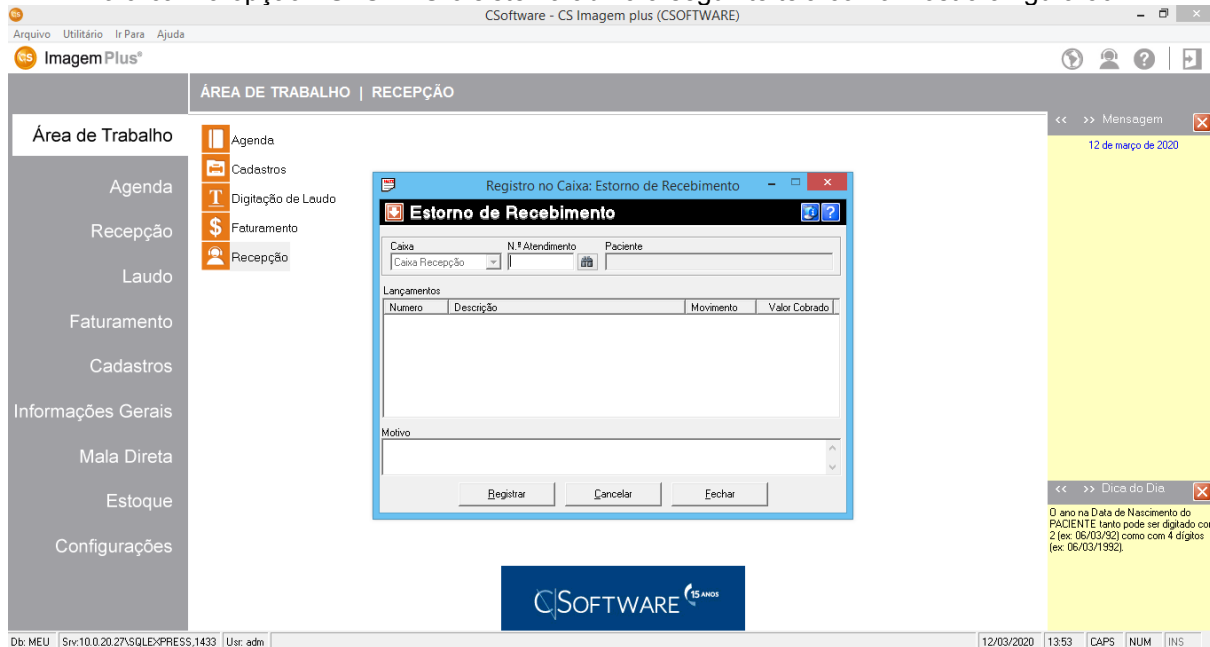 CSoftware - CS Imagem plus (CSOFTWARE)
Arquivo Utilitário Ir Para Ajuda
cs Imagem Plus®
ÁREA DE TRABALHO | RECEPÇÃO
Área de Trabalho
Agenda
Recepção
Laudo
Faturamento
Cadastros
Informações Gerais
Mala Direta
Estoque
Configurações
Agenda
Cadastros
T Digitação de Laudo
$ Faturamento
Recepção
Registro no Caixa: Estorno de Recebimento
Estorno de Recebimento
Caixa N.º Atendimento Paciente
Caixa Recepção
Lançamentos
Numero Descrição Movimento Valor Cobrado
Motivo
Registrar Cancelar Fechar
<< >> Mensagem
12 de março de 2020
<< >> Dica do Dia
O ano na Data de Nascimento do
PACIENTE tanto pode ser digitado co
2 (ex: 06/03/92) como com 4 dígitos
(ex: 06/03/1992).
CSOFTWARE 15 ANOS
Db: MEU Srv:10.0.20.27\SQLEXPRESS,1433 Usr: adm 12/03/2020 13:53 CAPS NUM INS